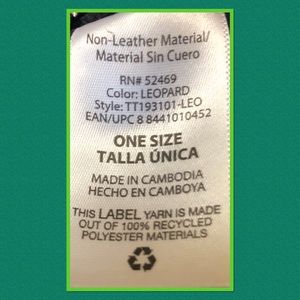 Non-Leather Material/
Material Sin Cuero
RN# 52469
Color: LEOPARD
Style: TT193101-LEO
EAN/UPC 8 8441010452
ONE SIZE
TALLA ÚNICA
MADE IN CAMBODIA
HECHO EN CAMBOYA
THIS LABEL YARN IS MADE
OUT OF 100% RECYCLED
POLYESTER MATERIALS